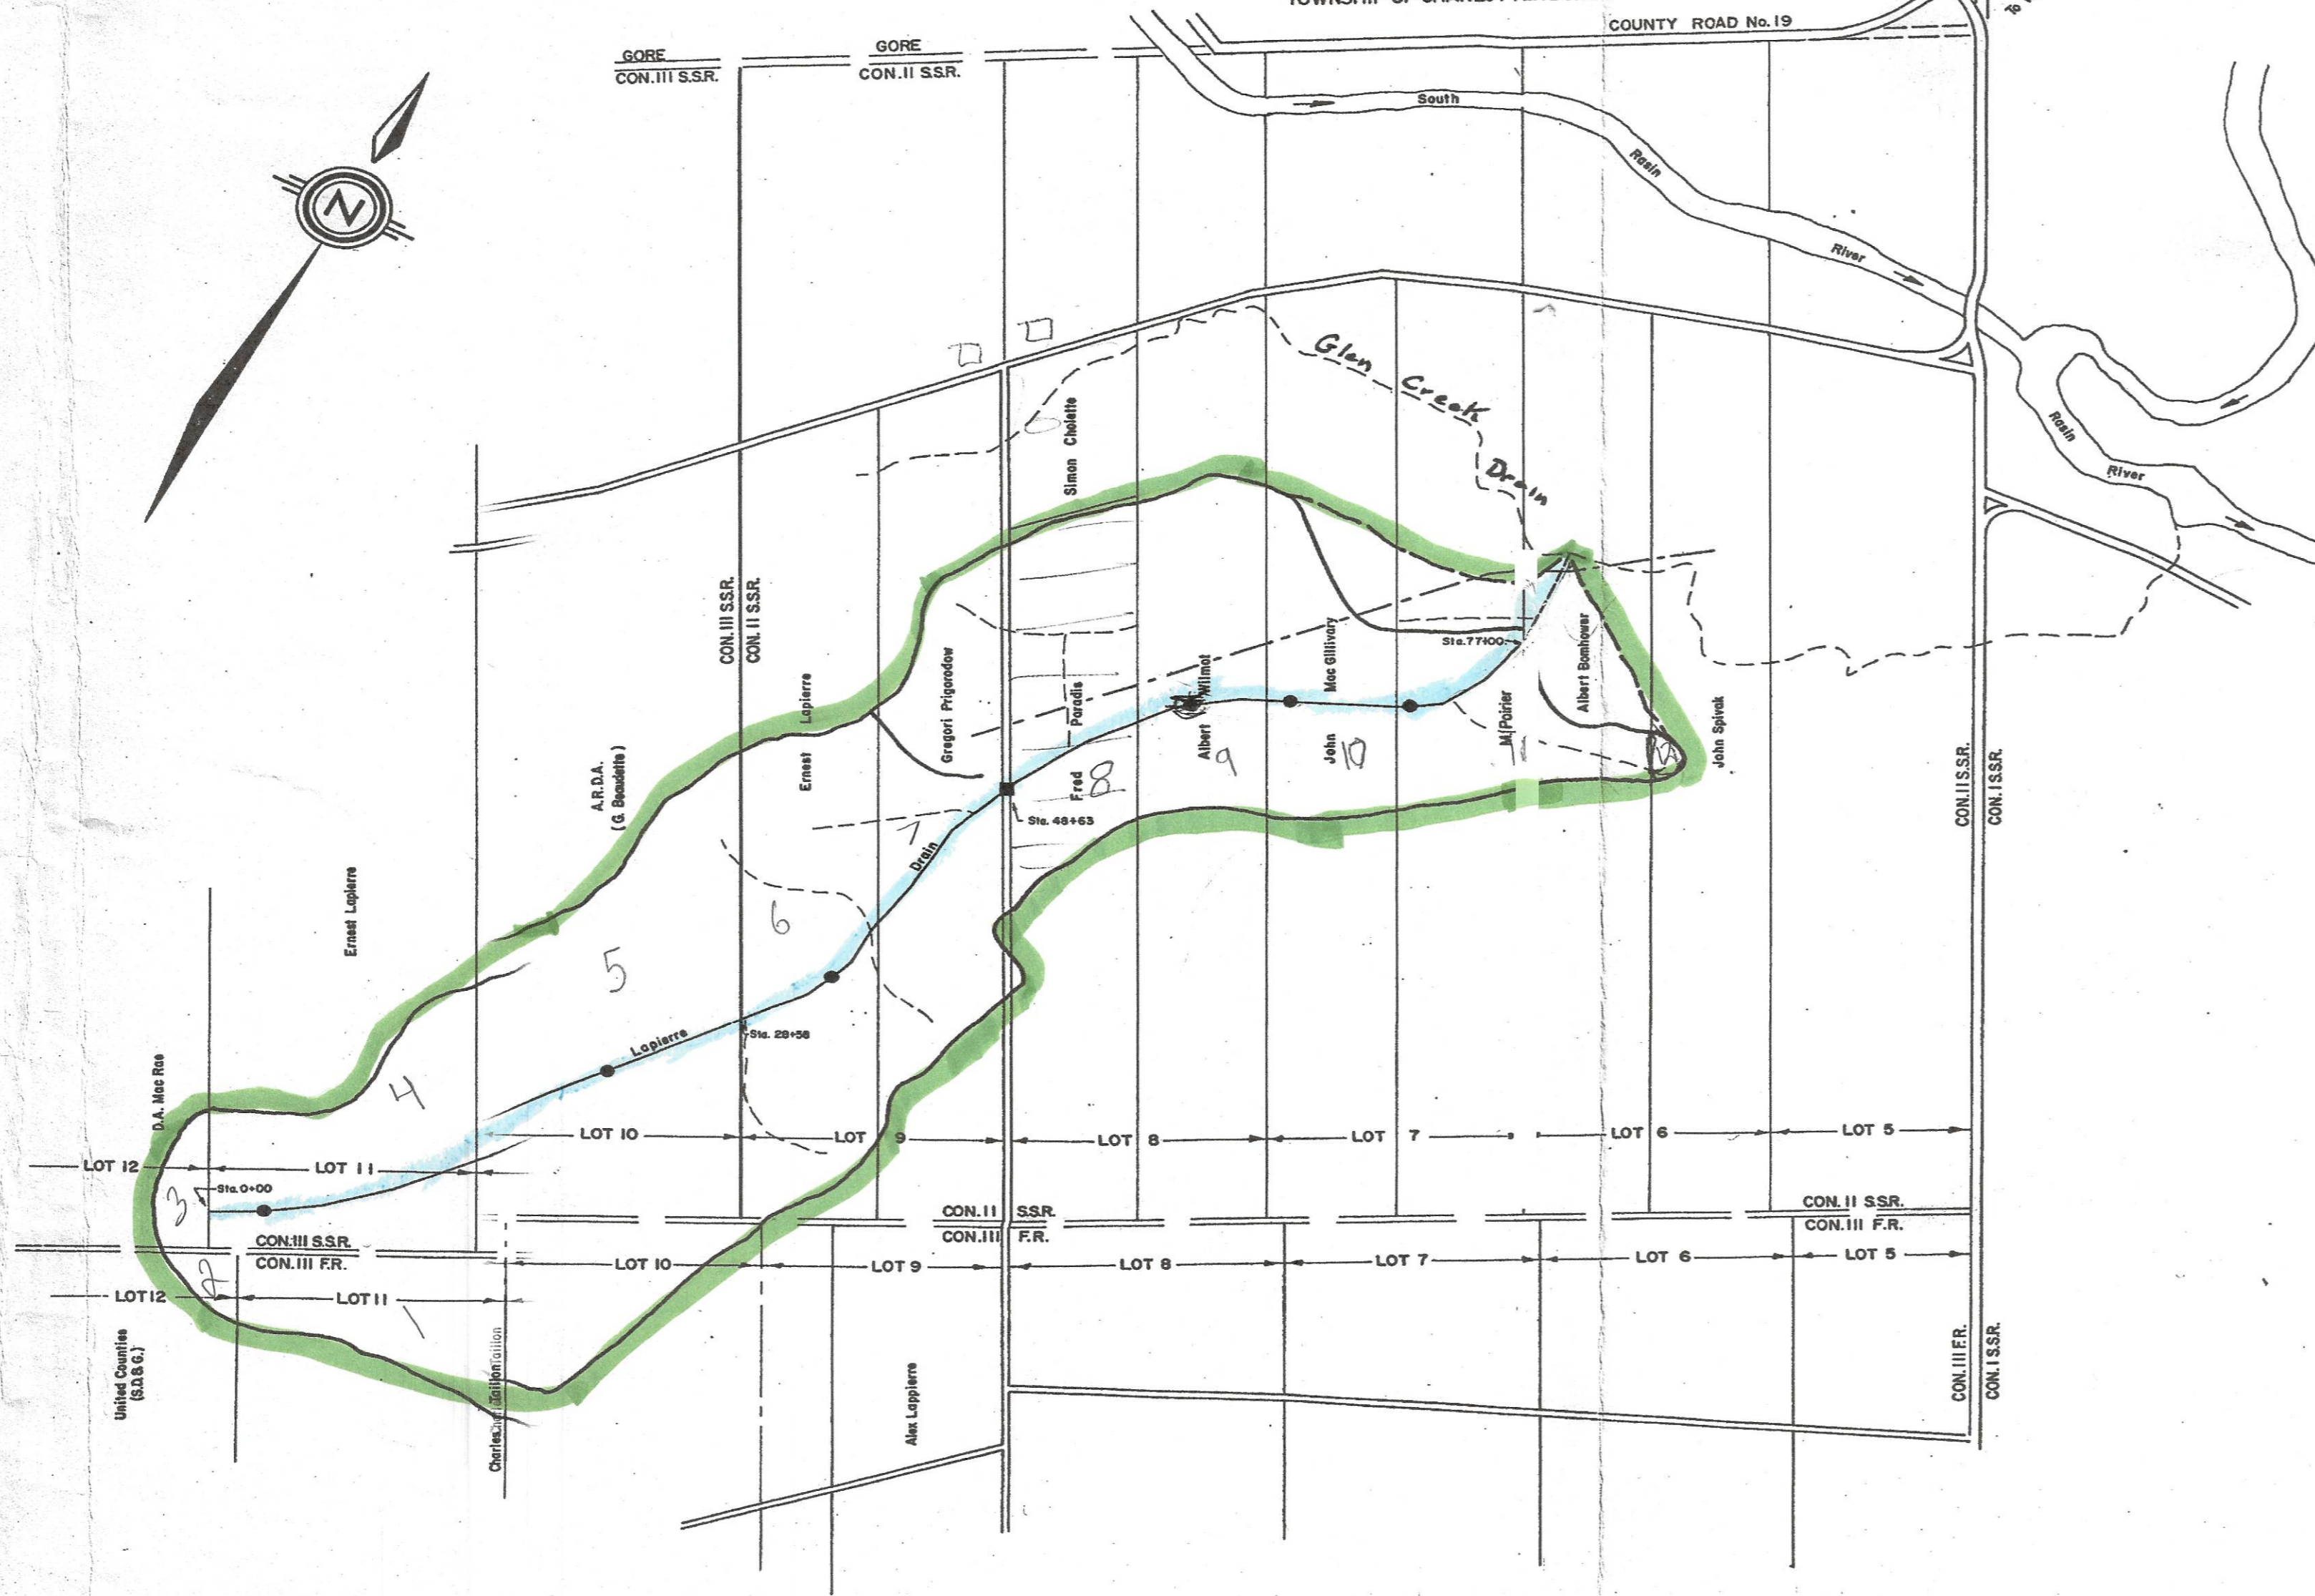 COUNTY ROAD No. 19
GORE
CON. III S.S.R.
GORE
CON. II S.S.R.
N
South
Rasin
River
Glen Creek Drain
Rasin
River
Simon Cholette
CON. III S.S.R.
CON. II S.S.R.
Ernest Lapierre
Gregori Prigorodow
Fred Paradis
Albert Wilmot
John Mac Gillivary
Sta. 77+00
M. Poirier
Albert Bomhower
John Spivak
CON. II S.S.R.
CON. I S.S.R.
A.R.D.A.
(G. Beaudette)
Ernest Lapierre
D.A. Mac Rae
7
8
9
10
11
12
Sta. 48+63
Drain
6
5
4
Lapierre
Sta. 28+58
LOT 10
LOT 9
LOT 8
LOT 7
LOT 6
LOT 5
LOT 12
LOT 11
3
Sta. 0+00
CON. III S.S.R.
CON. III F.R.
CON. II S.S.R.
CON. III F.R.
CON. II S.S.R.
CON. III F.R.
2
LOT 12
LOT 11
LOT 10
LOT 9
LOT 8
LOT 7
LOT 6
LOT 5
1
United Counties
(S.D. & G.)
Charles Taillon
Alex Lappierre
CON. III F.R.
CON. I S.S.R.